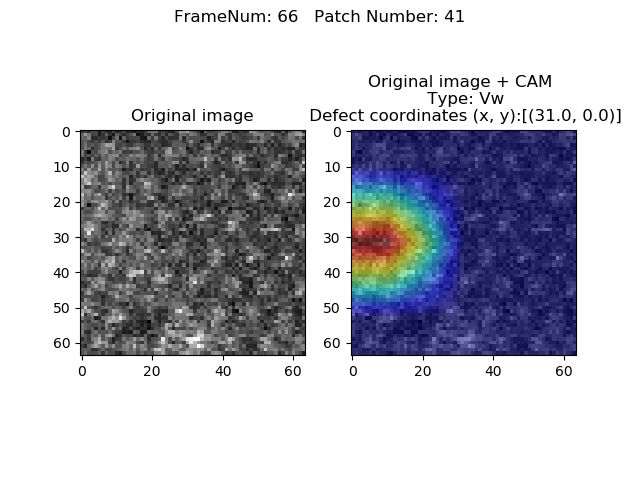 FrameNum: 66   Patch Number: 41
Original image
Original image + CAM
Type: Vw
Defect coordinates (x, y):[(31.0, 0.0)]
0
10
20
30
40
50
60
0 20 40 60
0
10
20
30
40
50
60
0 20 40 60